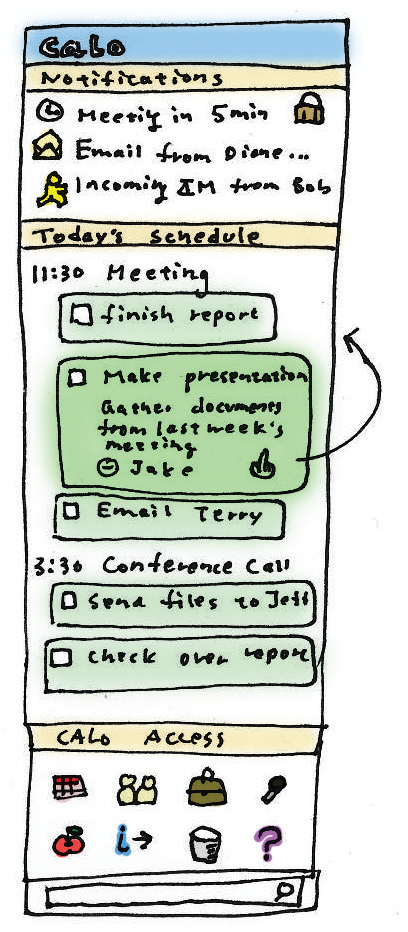 CALO
Notifications
Meeting in 5 min
Email from Diane...
Incoming IM from Bob
Today's schedule
11:30 Meeting
finish report
Make presentation
Gather documents
from last week's
meeting
Jake
Email Terry
3:30 Conference Call
Send files to Jeff
Check over report
CALO Access
i
?